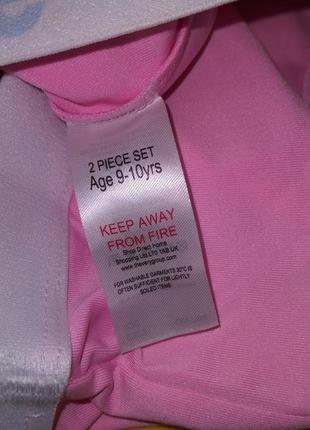 2 PIECE SET
Age 9-10yrs
KEEP AWAY
FROM FIRE
Shop Direct Home
Shopping Ltd L70 1AB UK
www.theverygroup.com
FOR WASHABLE GARMENTS 30°C IS
OFTEN SUFFICIENT FOR LIGHTLY
SOILED ITEMS.